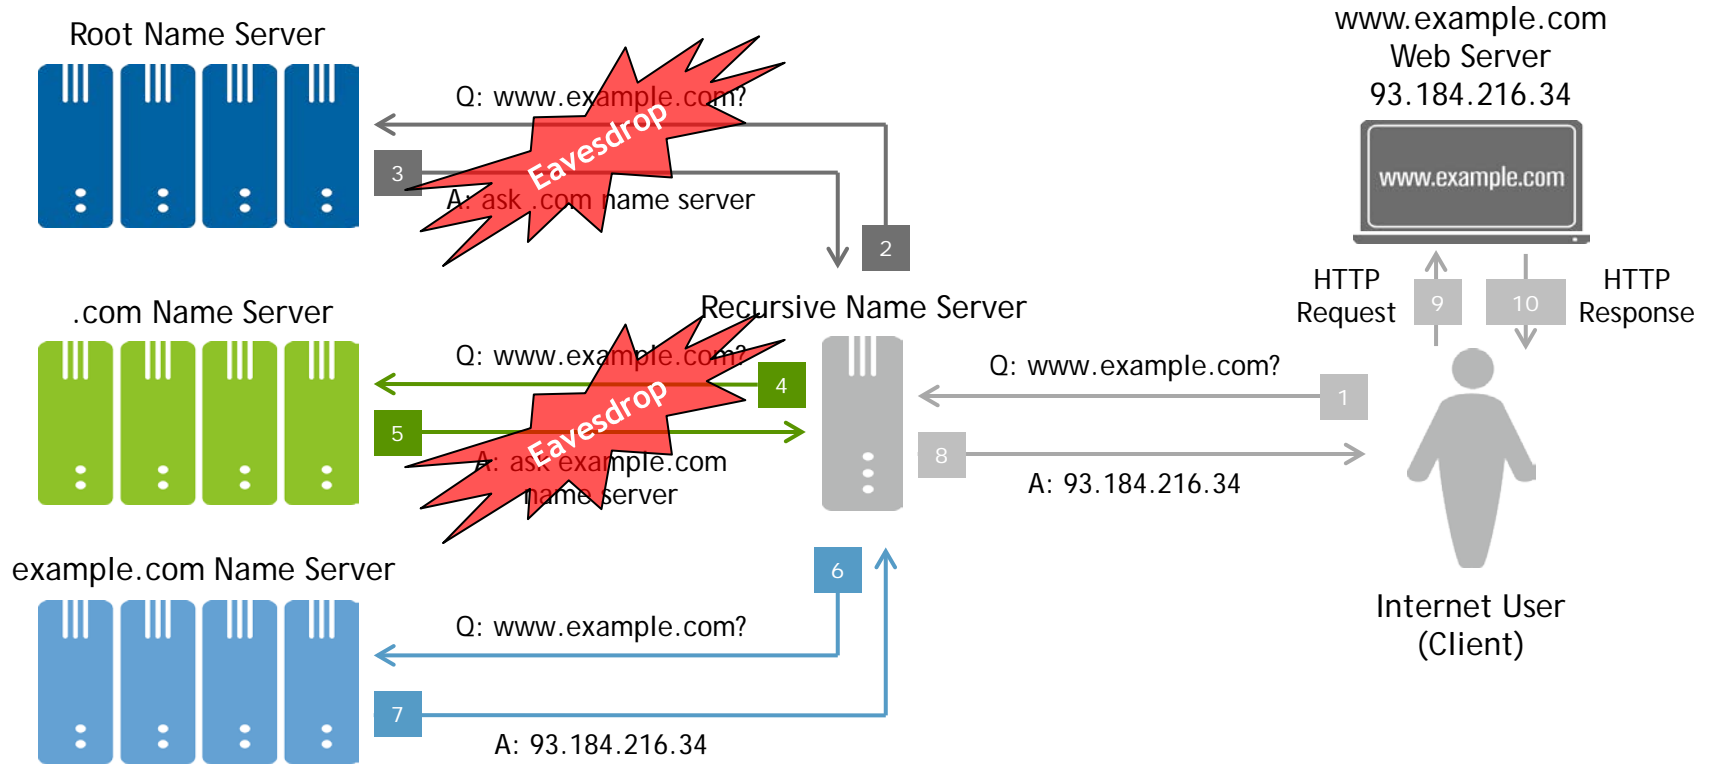 Root Name Server
Q: www.example.com?
Eavesdrop
3
A: ask .com name server
2
www.example.com
Web Server
93.184.216.34
www.example.com
HTTP
Request
9
10
HTTP
Response
.com Name Server
Recursive Name Server
Q: www.example.com?
4
Eavesdrop
5
A: ask example.com
name server
Q: www.example.com?
1
8
A: 93.184.216.34
example.com Name Server
6
Q: www.example.com?
7
A: 93.184.216.34
Internet User
(Client)